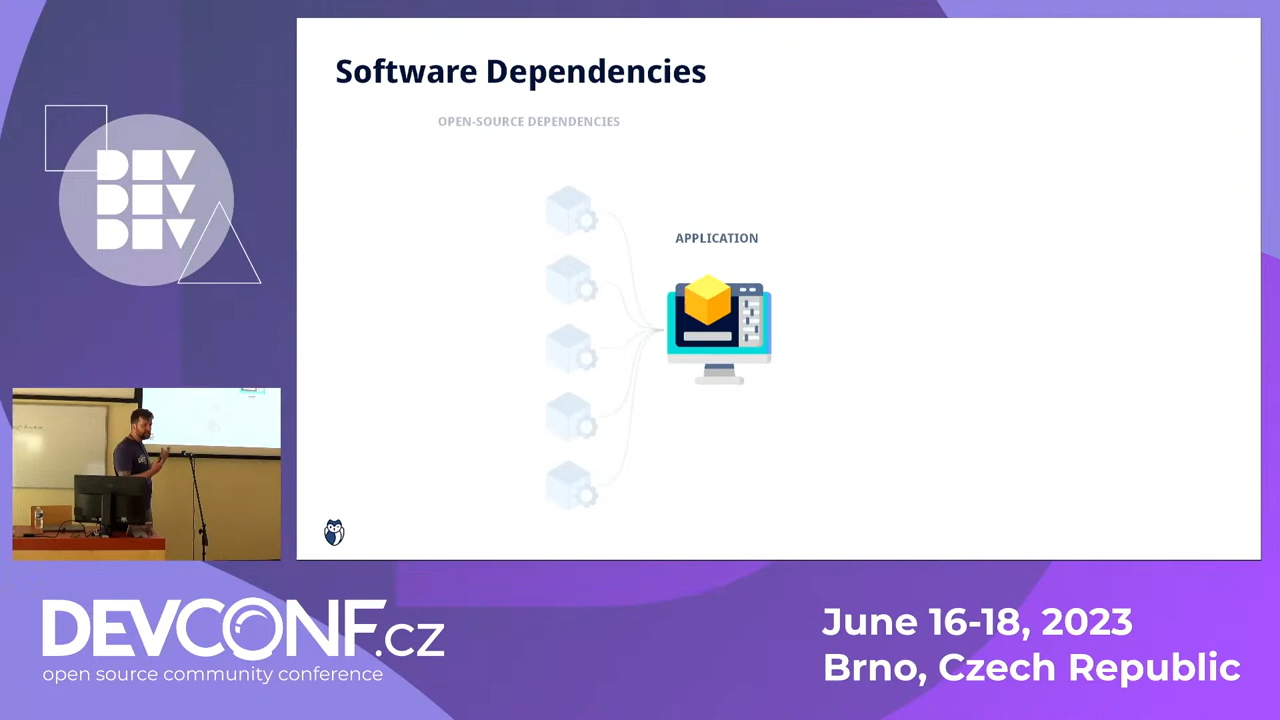 Software Dependencies
OPEN-SOURCE DEPENDENCIES
APPLICATION
DEV
DEV
DEV
DEVCONF.cz
open source community conference
June 16-18, 2023
Brno, Czech Republic